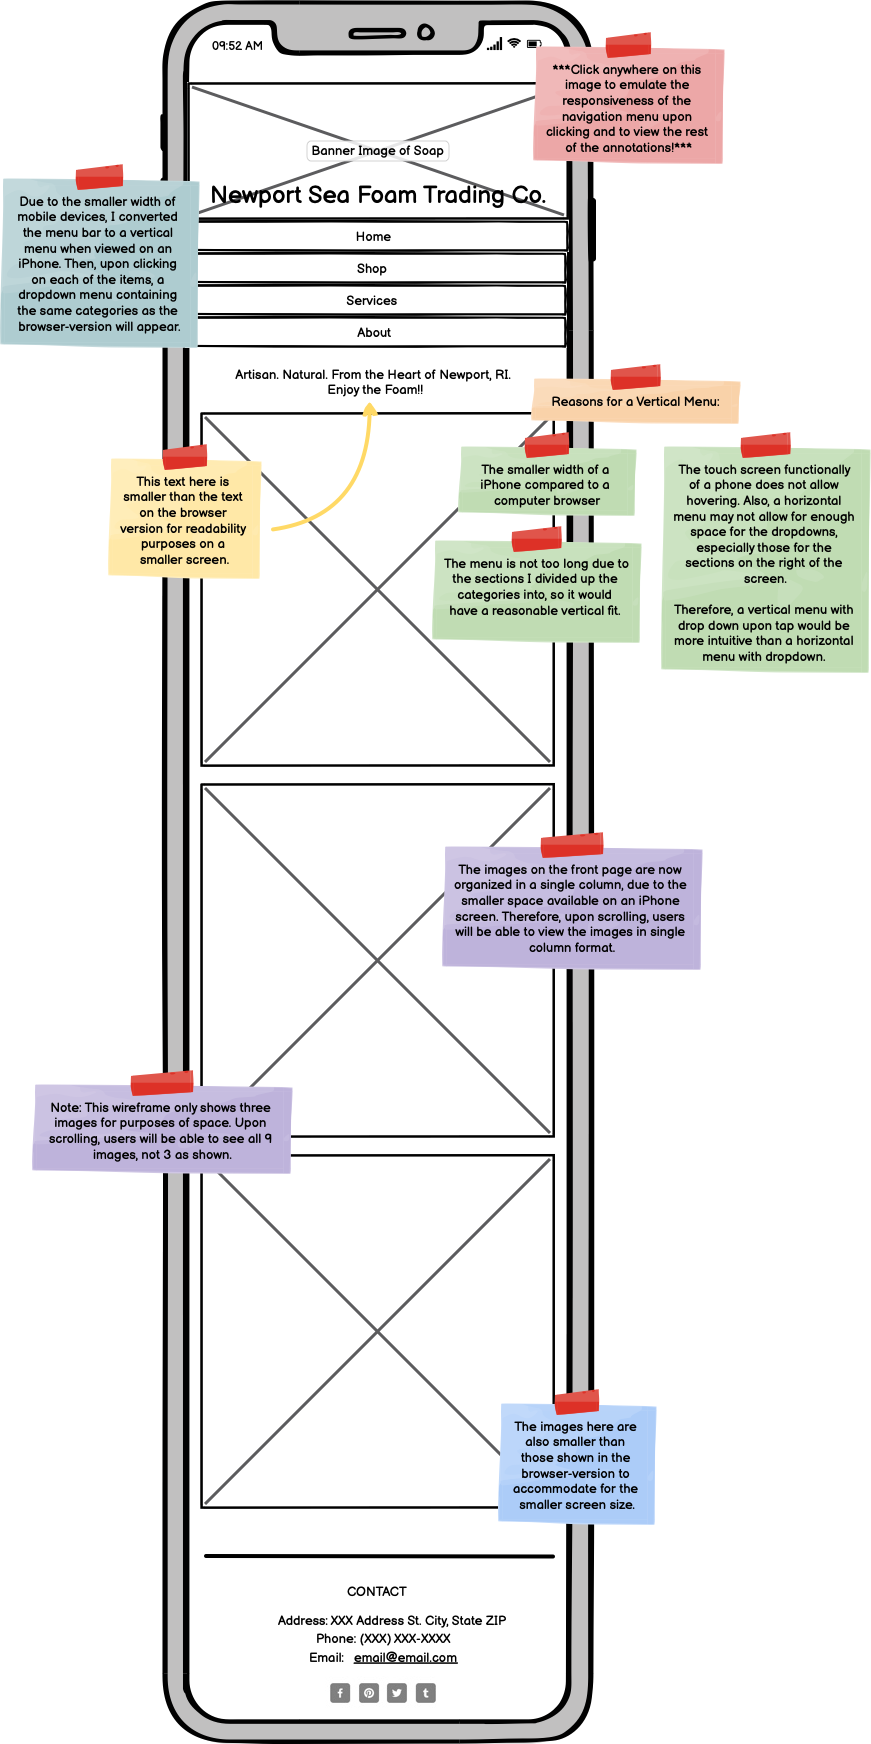 09:52 AM
***Click anywhere on this
image to emulate the
responsiveness of the
navigation menu upon
clicking and to view the rest
of the annotations!***
Banner Image of Soap
Newport Sea Foam Trading Co.
Due to the smaller width of
mobile devices, I converted
the menu bar to a vertical
menu when viewed on an
iPhone. Then, upon clicking
on each of the items, a
dropdown menu containing
the same categories as the
browser-version will appear.
Home
Shop
Services
About
Artisan. Natural. From the Heart of Newport, RI.
Enjoy the Foam!!
Reasons for a Vertical Menu:
This text here is
smaller than the text
on the browser
version for readability
purposes on a
smaller screen.
The smaller width of a
iPhone compared to a
computer browser
The menu is not too long due to
the sections I divided up the
categories into, so it would
have a reasonable vertical fit.
The touch screen functionally
of a phone does not allow
hovering. Also, a horizontal
menu may not allow for enough
space for the dropdowns,
especially those for the
sections on the right of the
screen.
Therefore, a vertical menu with
drop down upon tap would be
more intuitive than a horizontal
menu with dropdown.
The images on the front page are now
organized in a single column, due to the
smaller space available on an iPhone
screen. Therefore, upon scrolling, users
will be able to view the images in single
column format.
Note: This wireframe only shows three
images for purposes of space. Upon
scrolling, users will be able to see all 9
images, not 3 as shown.
The images here are
also smaller than
those shown in the
browser-version to
accommodate for the
smaller screen size.
CONTACT
Address: XXX Address St. City, State ZIP
Phone: (XXX) XXX-XXXX
Email: email@email.com